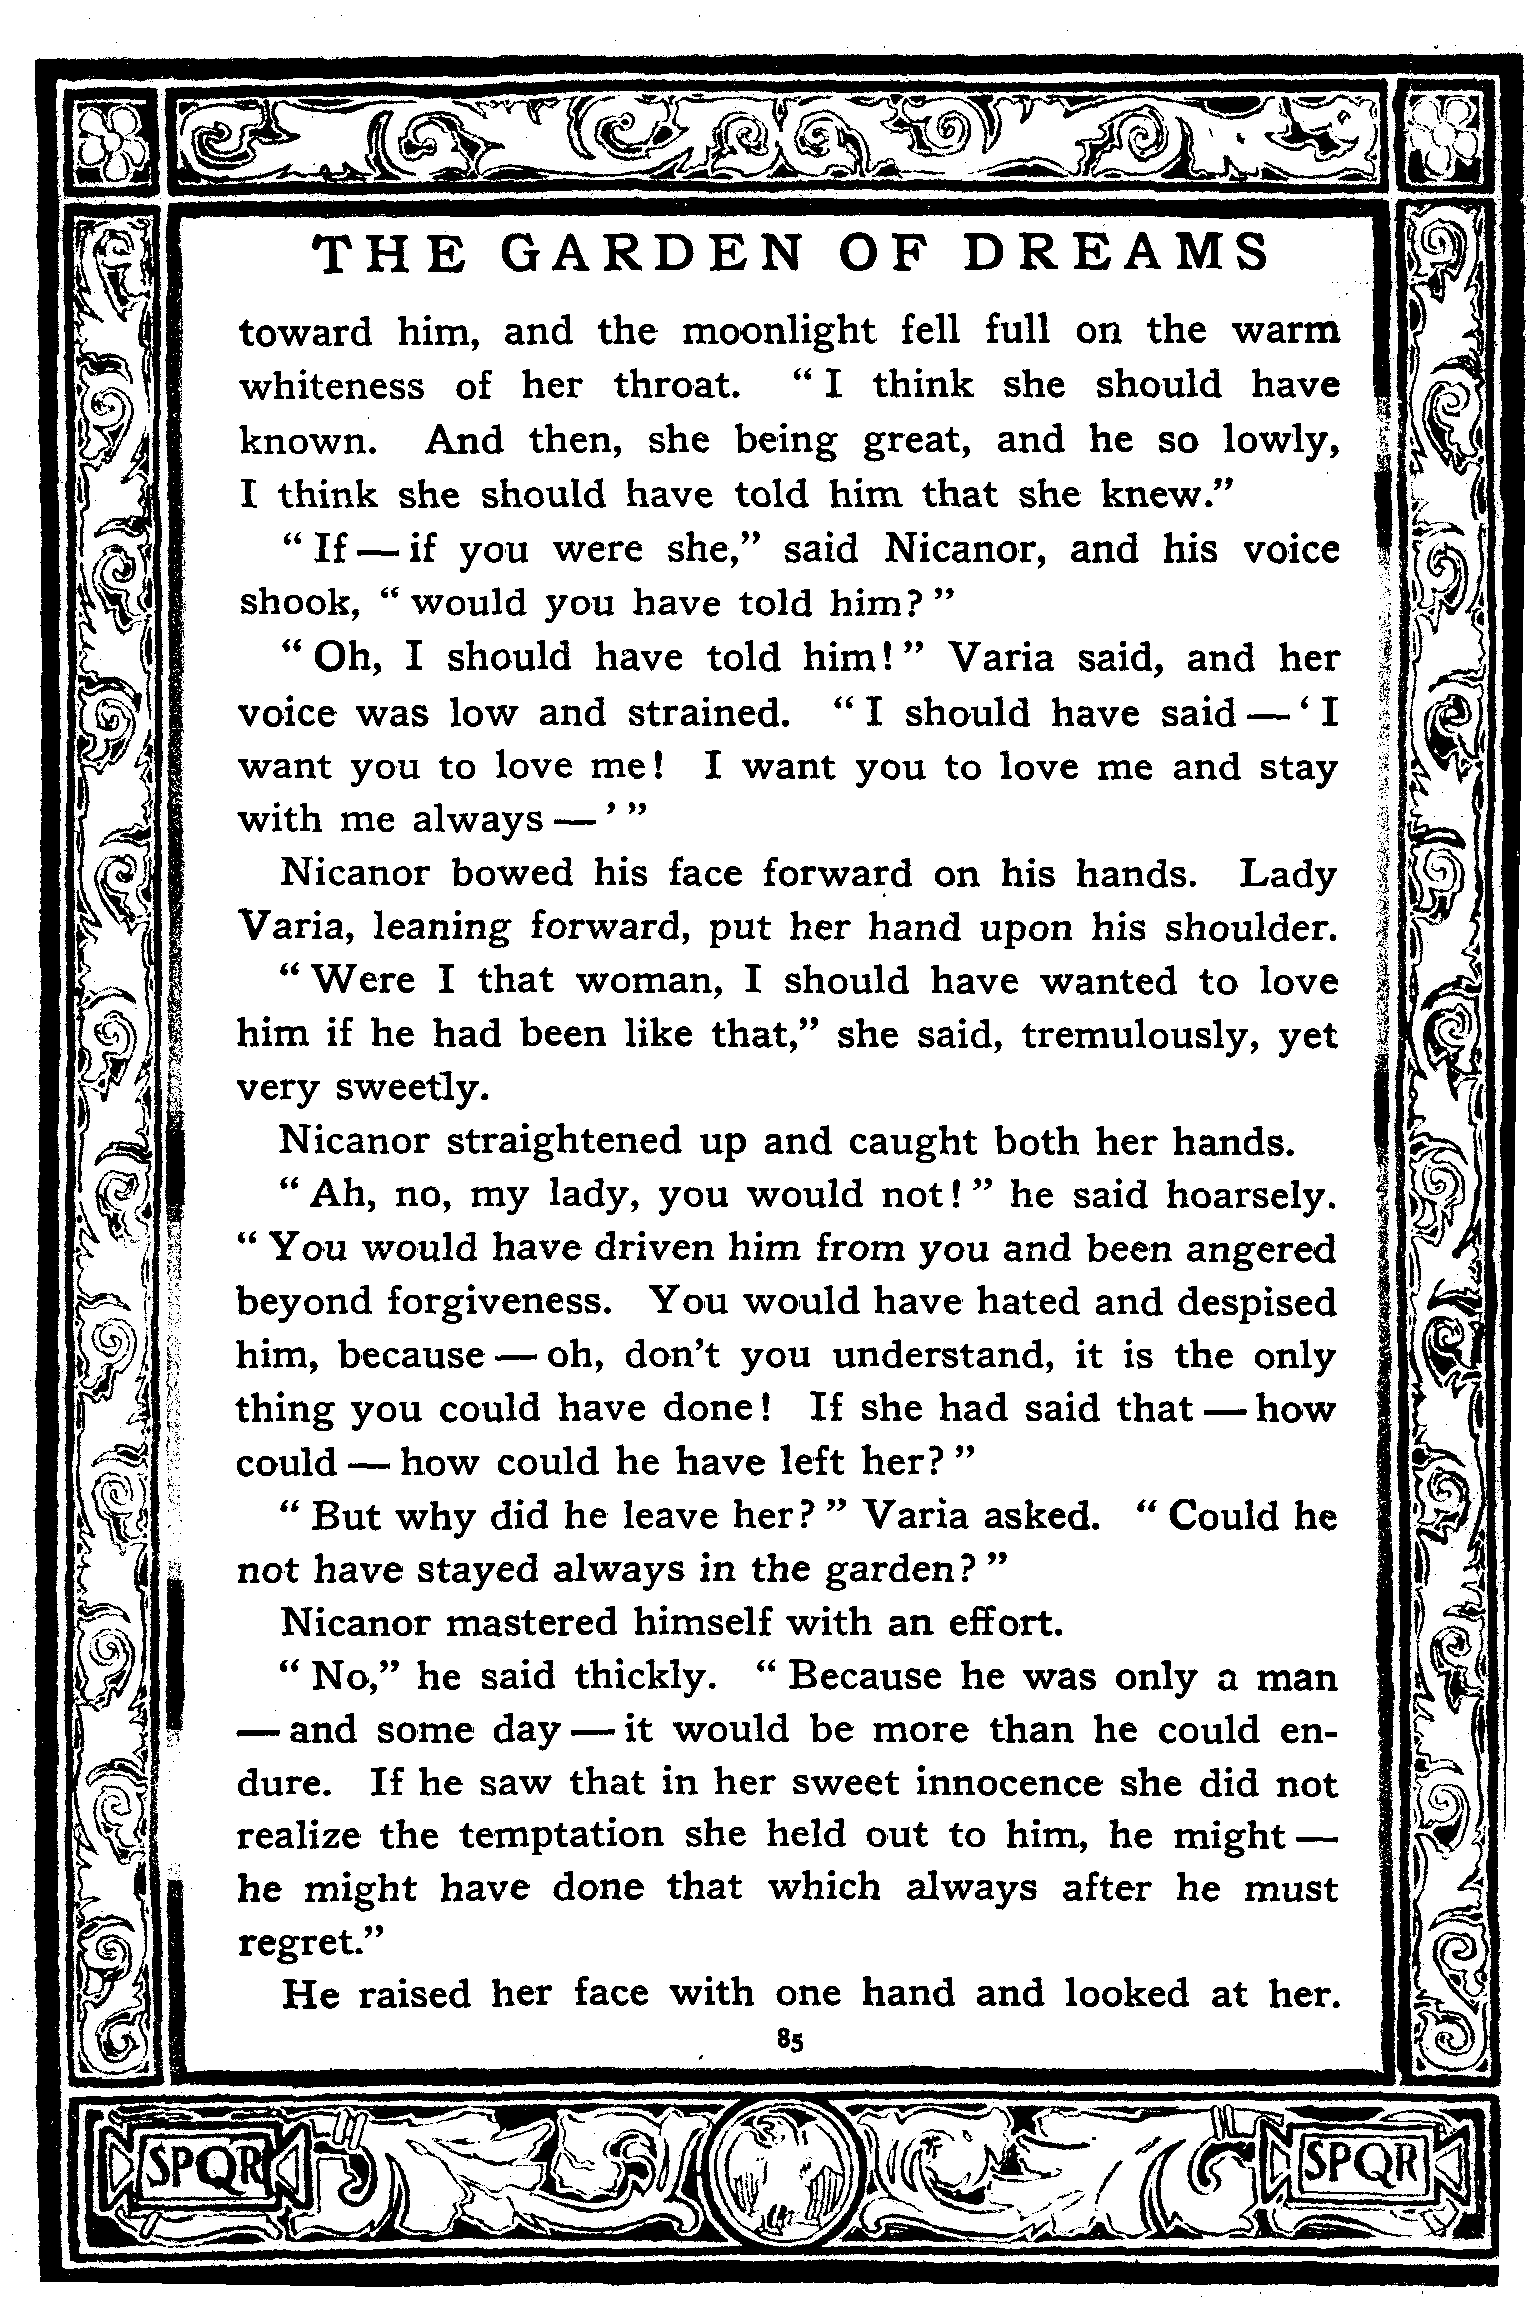 THE GARDEN OF DREAMS
toward him, and the moonlight fell full on the warm
whiteness of her throat. “ I think she should have
known. And then, she being great, and he so lowly,
I think she should have told him that she knew.”
“ If — if you were she,” said Nicanor, and his voice
shook, “ would you have told him? ”
“ Oh, I should have told him! ” Varia said, and her
voice was low and strained. “ I should have said — ‘ I
want you to love me! I want you to love me and stay
with me always — ’ ”
Nicanor bowed his face forward on his hands. Lady
Varia, leaning forward, put her hand upon his shoulder.
“ Were I that woman, I should have wanted to love
him if he had been like that,” she said, tremulously, yet
very sweetly.
Nicanor straightened up and caught both her hands.
“ Ah, no, my lady, you would not! ” he said hoarsely.
“ You would have driven him from you and been angered
beyond forgiveness. You would have hated and despised
him, because — oh, don’t you understand, it is the only
thing you could have done! If she had said that — how
could — how could he have left her? ”
“ But why did he leave her? ” Varia asked. “ Could he
not have stayed always in the garden? ”
Nicanor mastered himself with an effort.
“ No,” he said thickly. “ Because he was only a man
— and some day — it would be more than he could en-
dure. If he saw that in her sweet innocence she did not
realize the temptation she held out to him, he might —
he might have done that which always after he must
regret.”
He raised her face with one hand and looked at her.
85
SPQR
SPQR